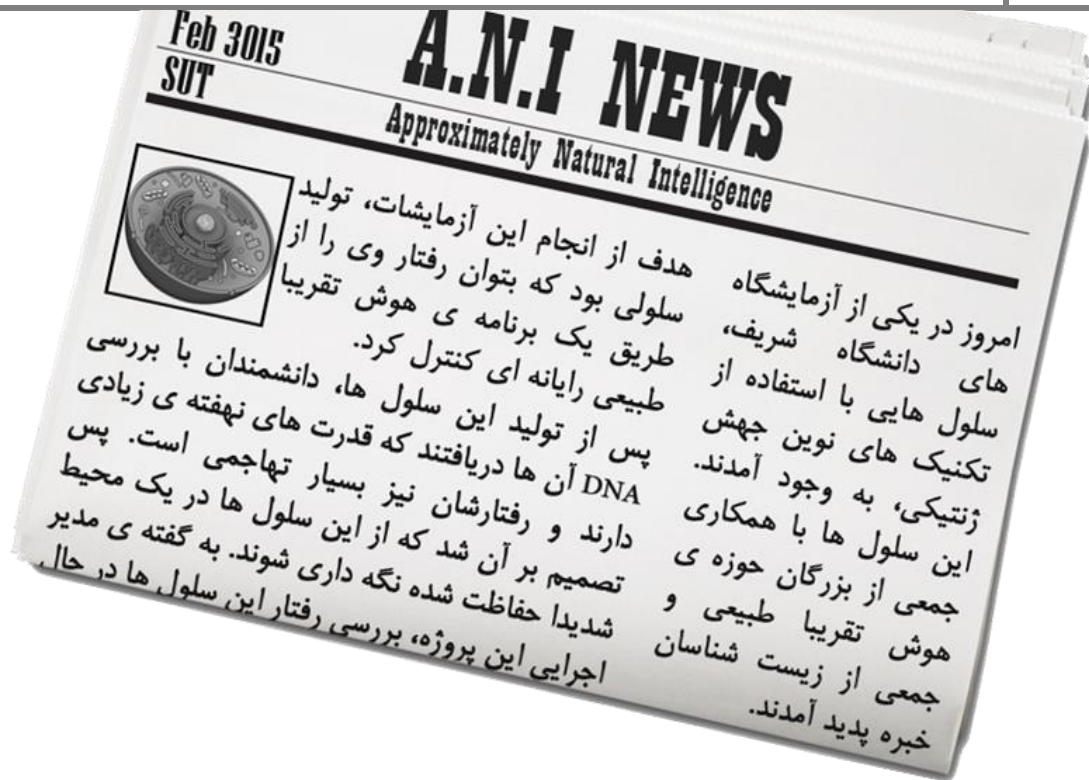 Feb 3015
SUT
A.N.I NEWS
Approximately Natural Intelligence
امروز در یکی از آزمایشگاه
های دانشگاه شریف،
سلول هایی با استفاده از
تکنیک های نوین جهش
ژنتیکی، به وجود آمدند.
این سلول ها با همکاری
جمعی از بزرگان حوزه ی
هوش تقریبا طبیعی و
جمعی از زیست شناسان
خبره پدید آمدند.
هدف از انجام این آزمایشات، تولید
سلولی بود که بتوان رفتار وی را از
طریق یک برنامه ی هوش تقریبا
طبیعی رایانه ای کنترل کرد.
پس از تولید این سلول ها، دانشمندان با بررسی
DNA آن ها دریافتند که قدرت های نهفته ی زیادی
دارند و رفتارشان نیز بسیار تهاجمی است. پس
تصمیم بر آن شد که از این سلول ها در یک محیط
شدیدا حفاظت شده نگه داری شوند. به گفته ی مدیر
اجرایی این پروژه، بررسی رفتار این سلول ها در حال